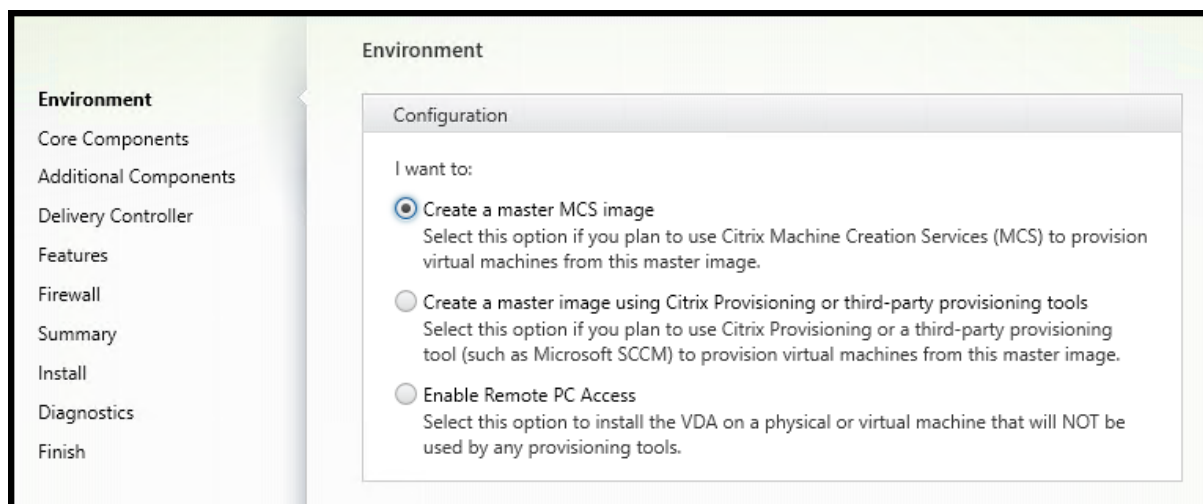 Environment
Core Components
Additional Components
Delivery Controller
Features
Firewall
Summary
Install
Diagnostics
Finish
Environment
Configuration
I want to:
Create a master MCS image
Select this option if you plan to use Citrix Machine Creation Services (MCS) to provision
virtual machines from this master image.
Create a master image using Citrix Provisioning or third-party provisioning tools
Select this option if you plan to use Citrix Provisioning or a third-party provisioning
tool (such as Microsoft SCCM) to provision virtual machines from this master image.
Enable Remote PC Access
Select this option to install the VDA on a physical or virtual machine that will NOT be
used by any provisioning tools.